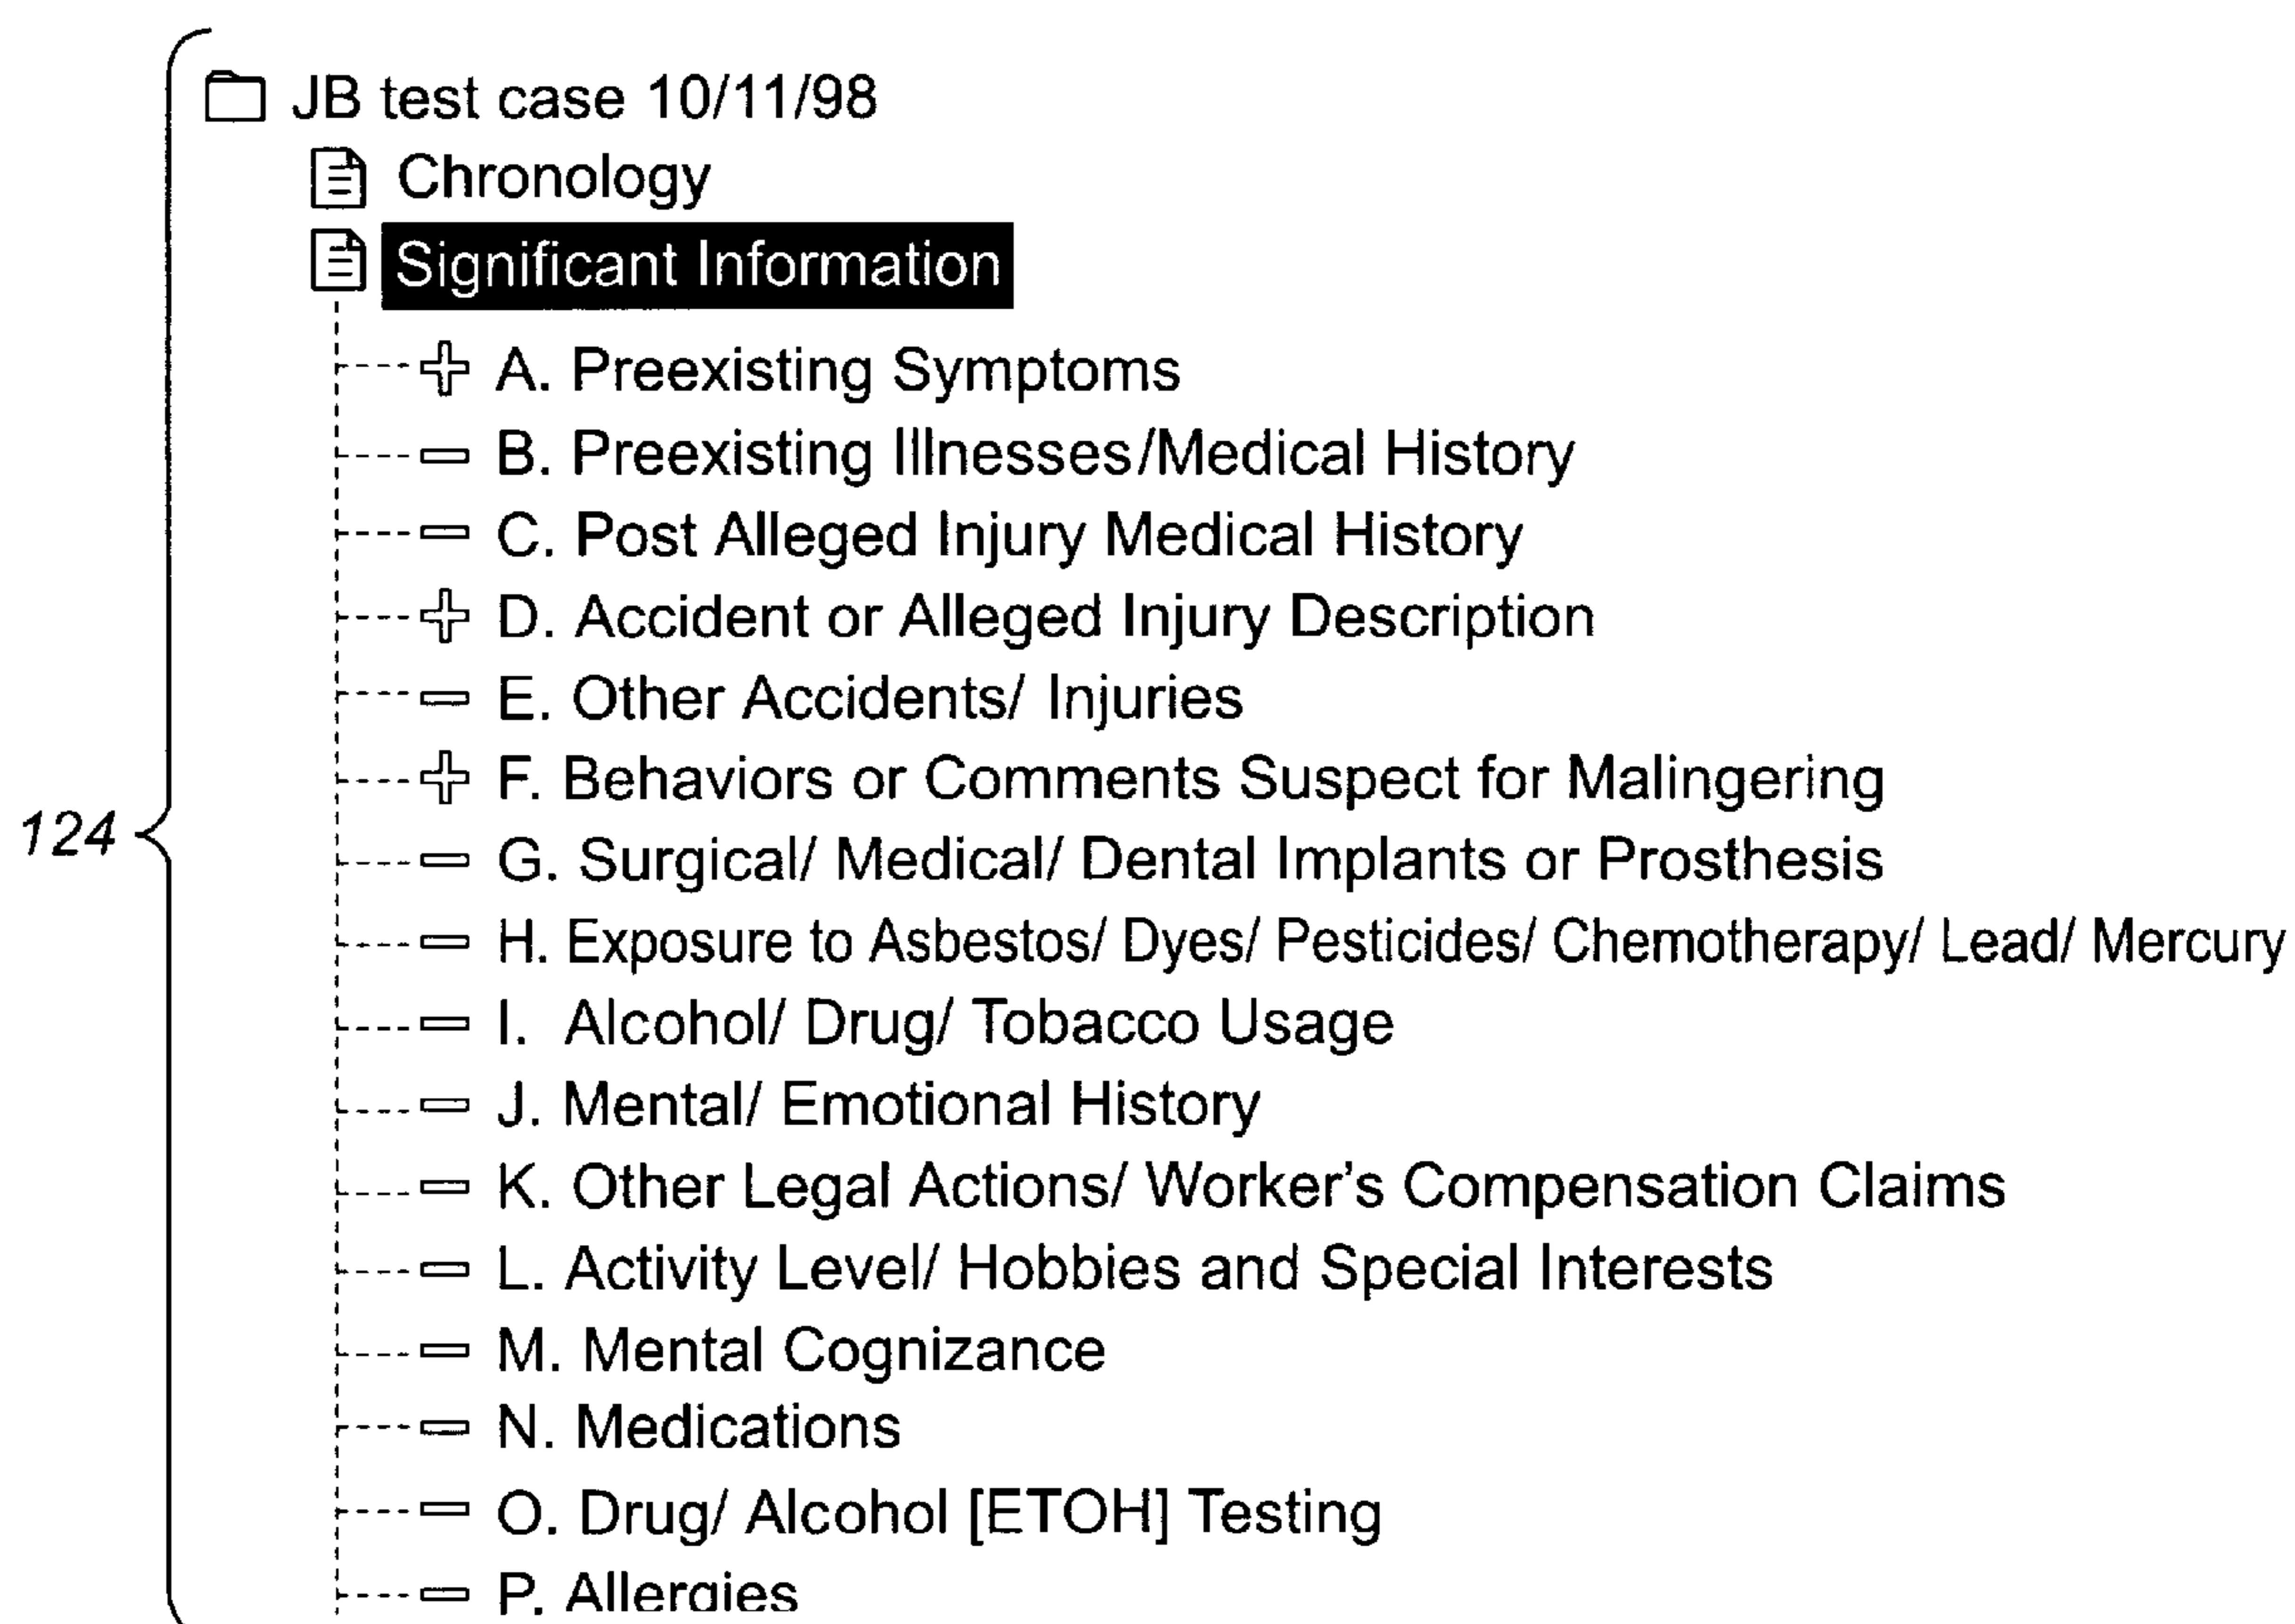 JB test case 10/11/98
Chronology
Significant Information
A. Preexisting Symptoms
B. Preexisting Illnesses/Medical History
C. Post Alleged Injury Medical History
D. Accident or Alleged Injury Description
E. Other Accidents/ Injuries
F. Behaviors or Comments Suspect for Malingering
124
G. Surgical/ Medical/ Dental Implants or Prosthesis
H. Exposure to Asbestos/ Dyes/ Pesticides/ Chemotherapy/ Lead/ Mercury
I. Alcohol/ Drug/ Tobacco Usage
J. Mental/ Emotional History
K. Other Legal Actions/ Worker's Compensation Claims
L. Activity Level/ Hobbies and Special Interests
M. Mental Cognizance
N. Medications
O. Drug/ Alcohol [ETOH] Testing
P. Allergies